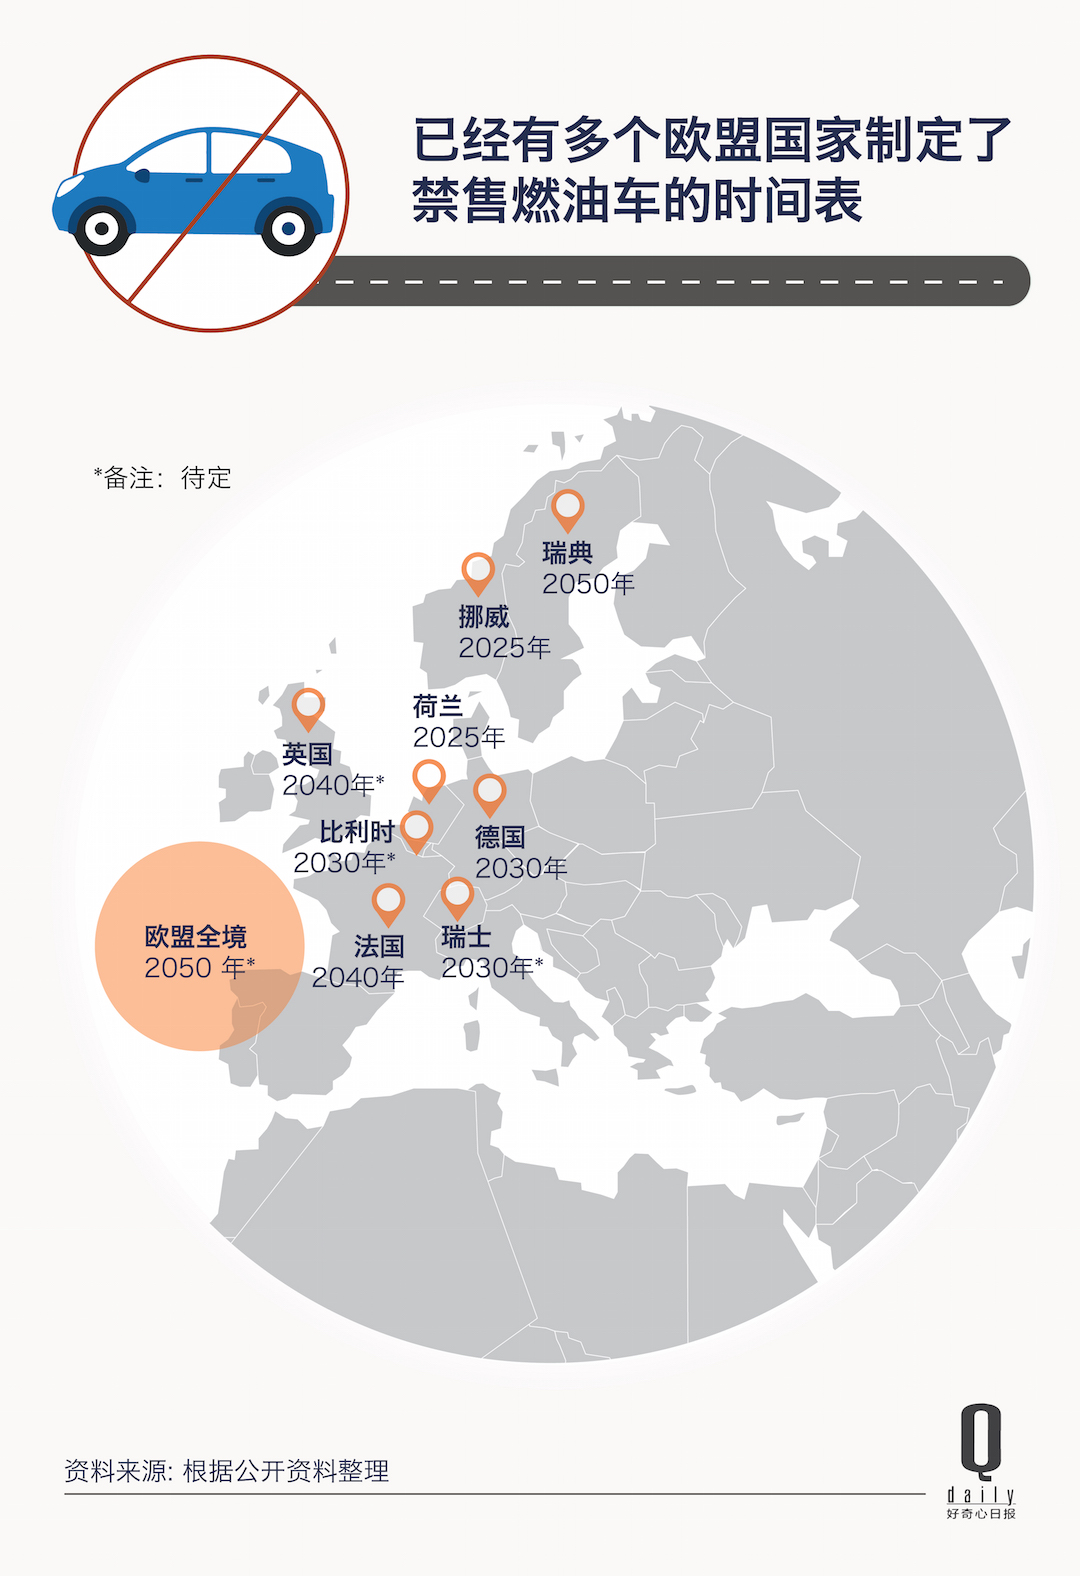 已经有多个欧盟国家制定了
禁售燃油车的时间表
*备注：待定
瑞典
2050年
挪威
2025年
荷兰
2025年
英国
2040年*
德国
2030年
比利时
2030年*
法国
2040年
瑞士
2030年*
欧盟全境
2050 年*
资料来源: 根据公开资料整理
Q
daily
好奇心日报